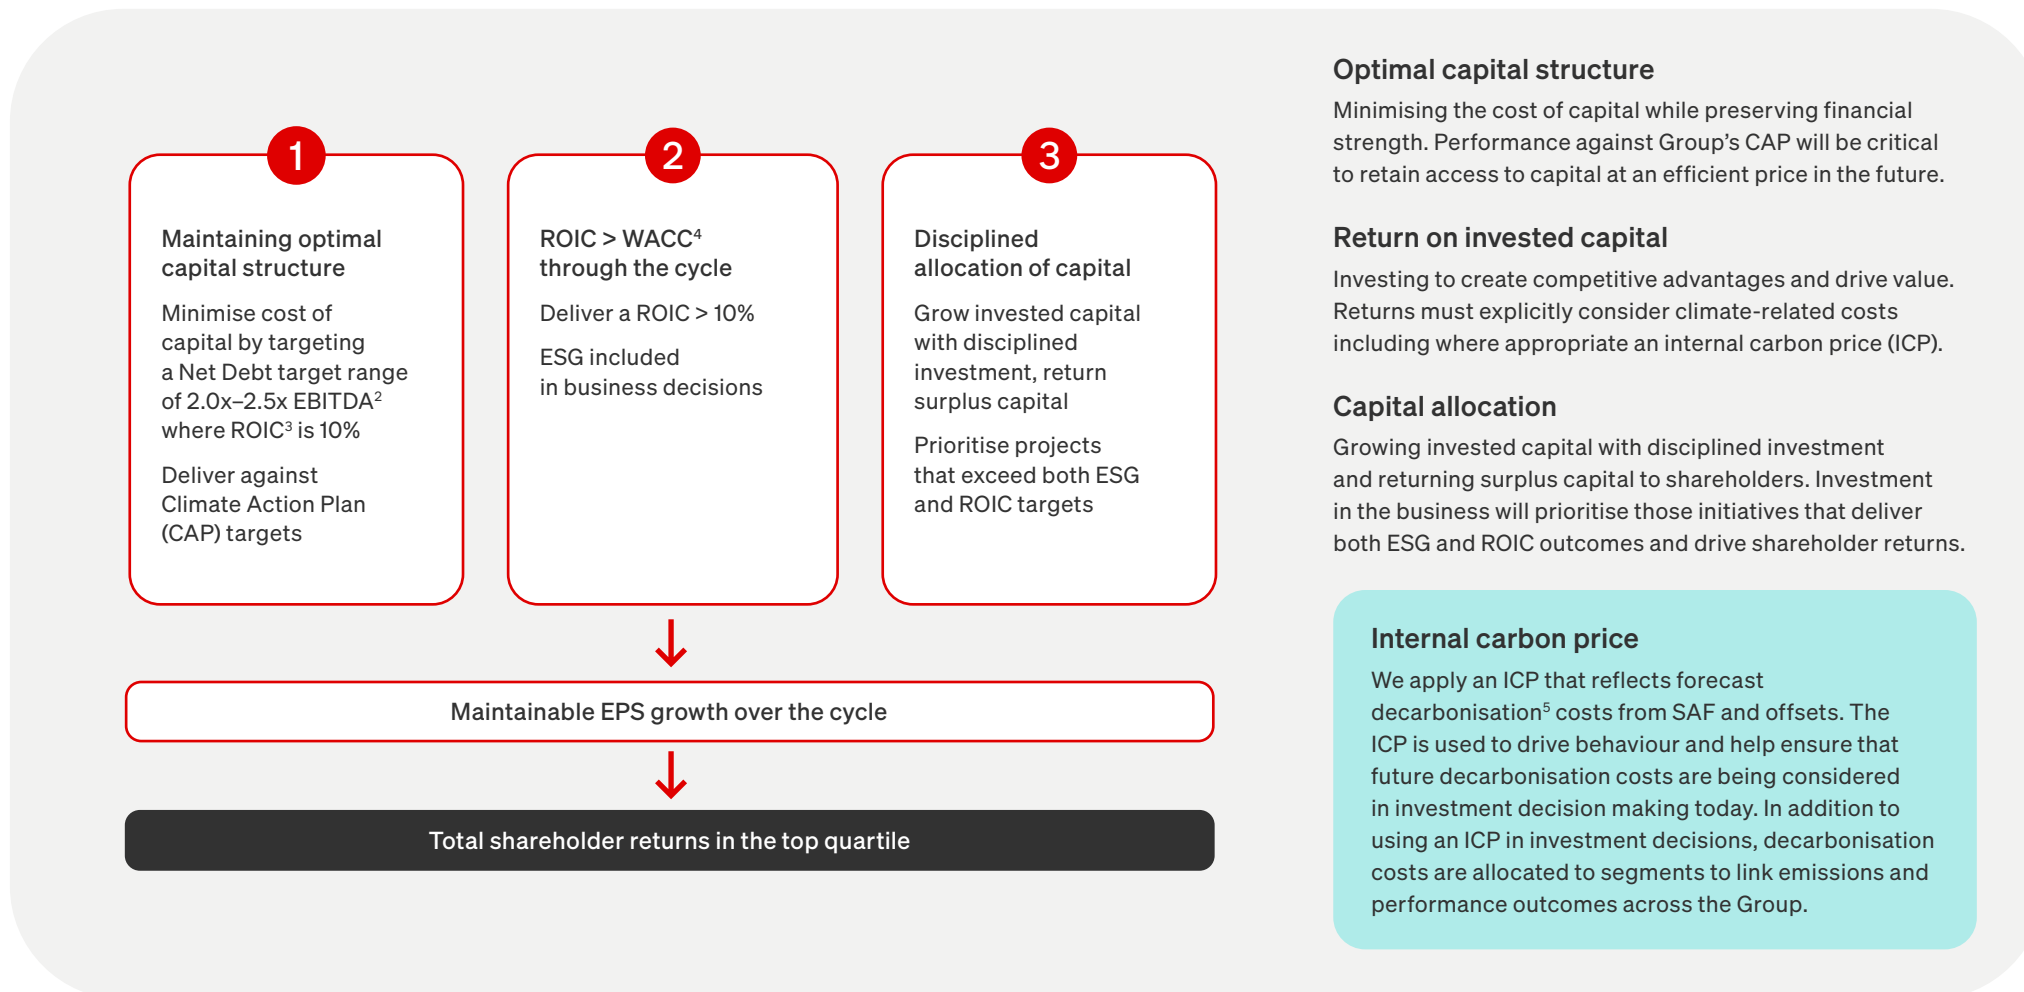 1
Maintaining optimal
capital structure
Minimise cost of
capital by targeting
a Net Debt target range
of 2.0x–2.5x EBITDA²
where ROIC³ is 10%
Deliver against
Climate Action Plan
(CAP) targets
2
ROIC > WACC⁴
through the cycle
Deliver a ROIC > 10%
ESG included
in business decisions
3
Disciplined
allocation of capital
Grow invested capital
with disciplined
investment, return
surplus capital
Prioritise projects
that exceed both ESG
and ROIC targets
Maintainable EPS growth over the cycle
Total shareholder returns in the top quartile
Optimal capital structure
Minimising the cost of capital while preserving financial
strength. Performance against Group’s CAP will be critical
to retain access to capital at an efficient price in the future.
Return on invested capital
Investing to create competitive advantages and drive value.
Returns must explicitly consider climate-related costs
including where appropriate an internal carbon price (ICP).
Capital allocation
Growing invested capital with disciplined investment
and returning surplus capital to shareholders. Investment
in the business will prioritise those initiatives that deliver
both ESG and ROIC outcomes and drive shareholder returns.
Internal carbon price
We apply an ICP that reflects forecast
decarbonisation⁵ costs from SAF and offsets. The
ICP is used to drive behaviour and help ensure that
future decarbonisation costs are being considered
in investment decision making today. In addition to
using an ICP in investment decisions, decarbonisation
costs are allocated to segments to link emissions and
performance outcomes across the Group.